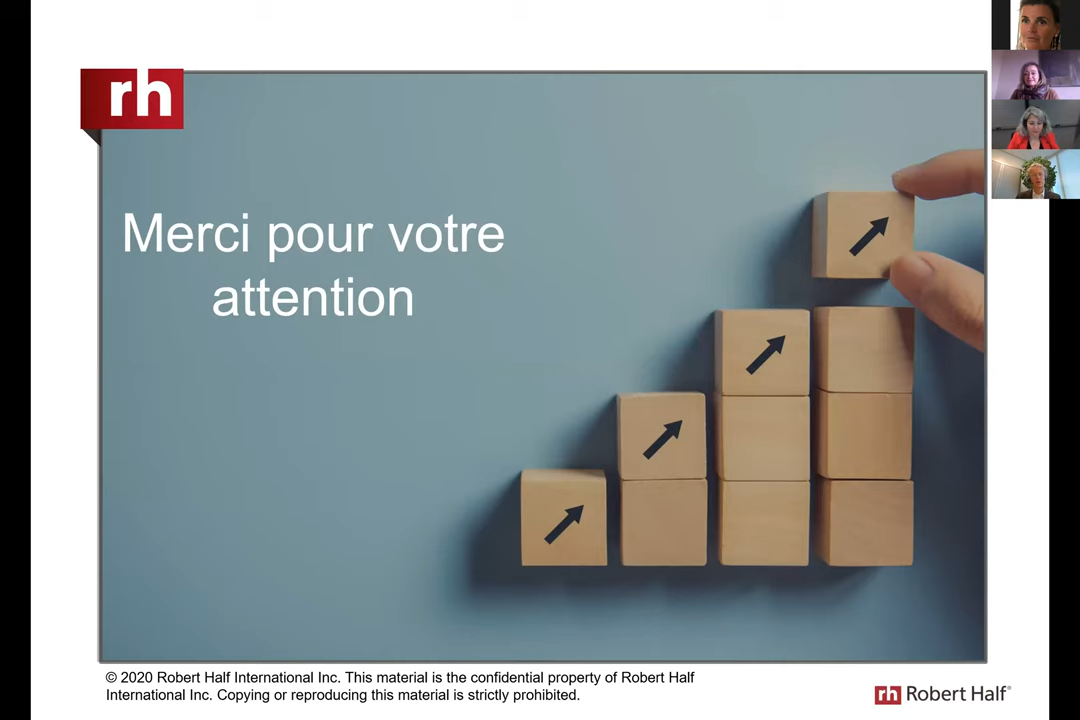 rh
Merci pour votre
attention
© 2020 Robert Half International Inc. This material is the confidential property of Robert Half
International Inc. Copying or reproducing this material is strictly prohibited.
rh Robert Half®